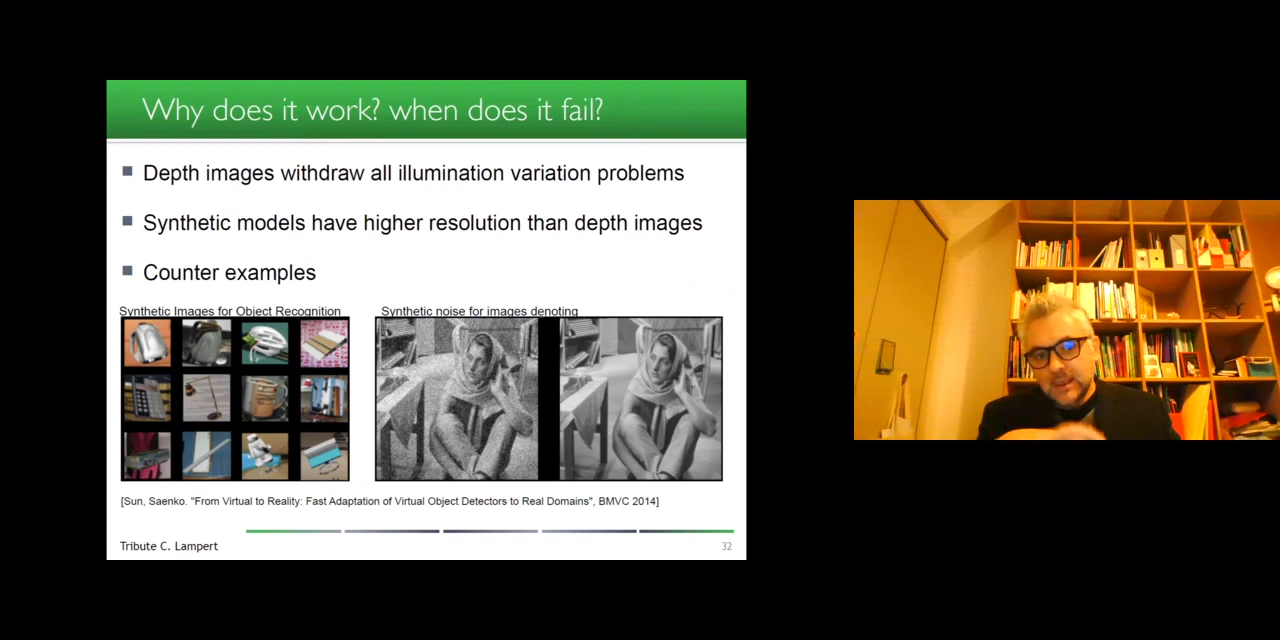 Why does it work? when does it fail?
Depth images withdraw all illumination variation problems
Synthetic models have higher resolution than depth images
Counter examples
Synthetic Images for Object Recognition
Synthetic noise for images denoting
[Sun, Saenko. "From Virtual to Reality: Fast Adaptation of Virtual Object Detectors to Real Domains", BMVC 2014]
Tribute C. Lampert
32